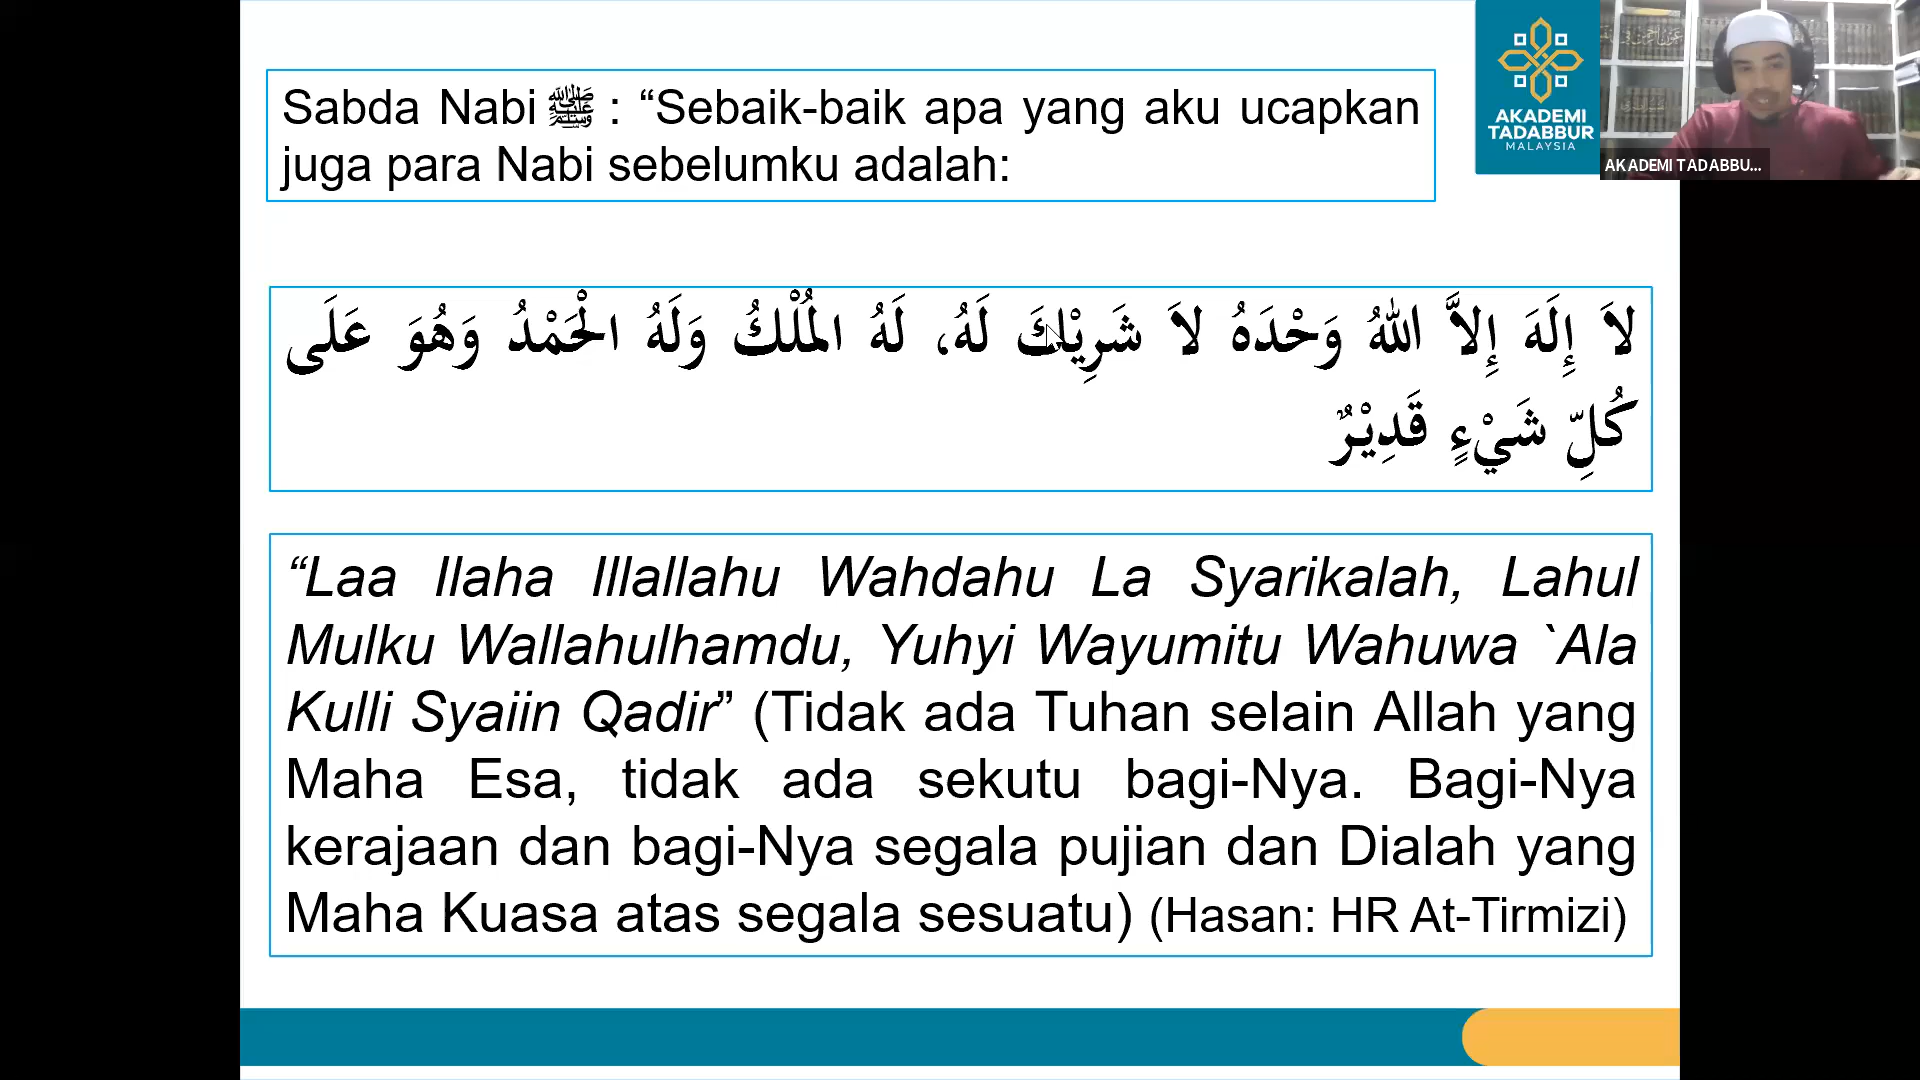 Sabda Nabi ﷺ : “Sebaik-baik apa yang aku ucapkan
juga para Nabi sebelumku adalah:
لاَ إِلَهَ إِلاَّ اللهُ وَحْدَهُ لاَ شَرِيْكَ لَهُ، لَهُ الْمُلْكُ وَلَهُ الْحَمْدُ وَهُوَ عَلَى
كُلِّ شَيْءٍ قَدِيْرٌ
“Laa Ilaha Illallahu Wahdahu La Syarikalah, Lahul
Mulku Wallahulhamdu, Yuhyi Wayumitu Wahuwa `Ala
Kulli Syaiin Qadir” (Tidak ada Tuhan selain Allah yang
Maha Esa, tidak ada sekutu bagi-Nya. Bagi-Nya
kerajaan dan bagi-Nya segala pujian dan Dialah yang
Maha Kuasa atas segala sesuatu) (Hasan: HR At-Tirmizi)
AKADEMI
TADABBUR
MALAYSIA
AKADEMI TADABBU...